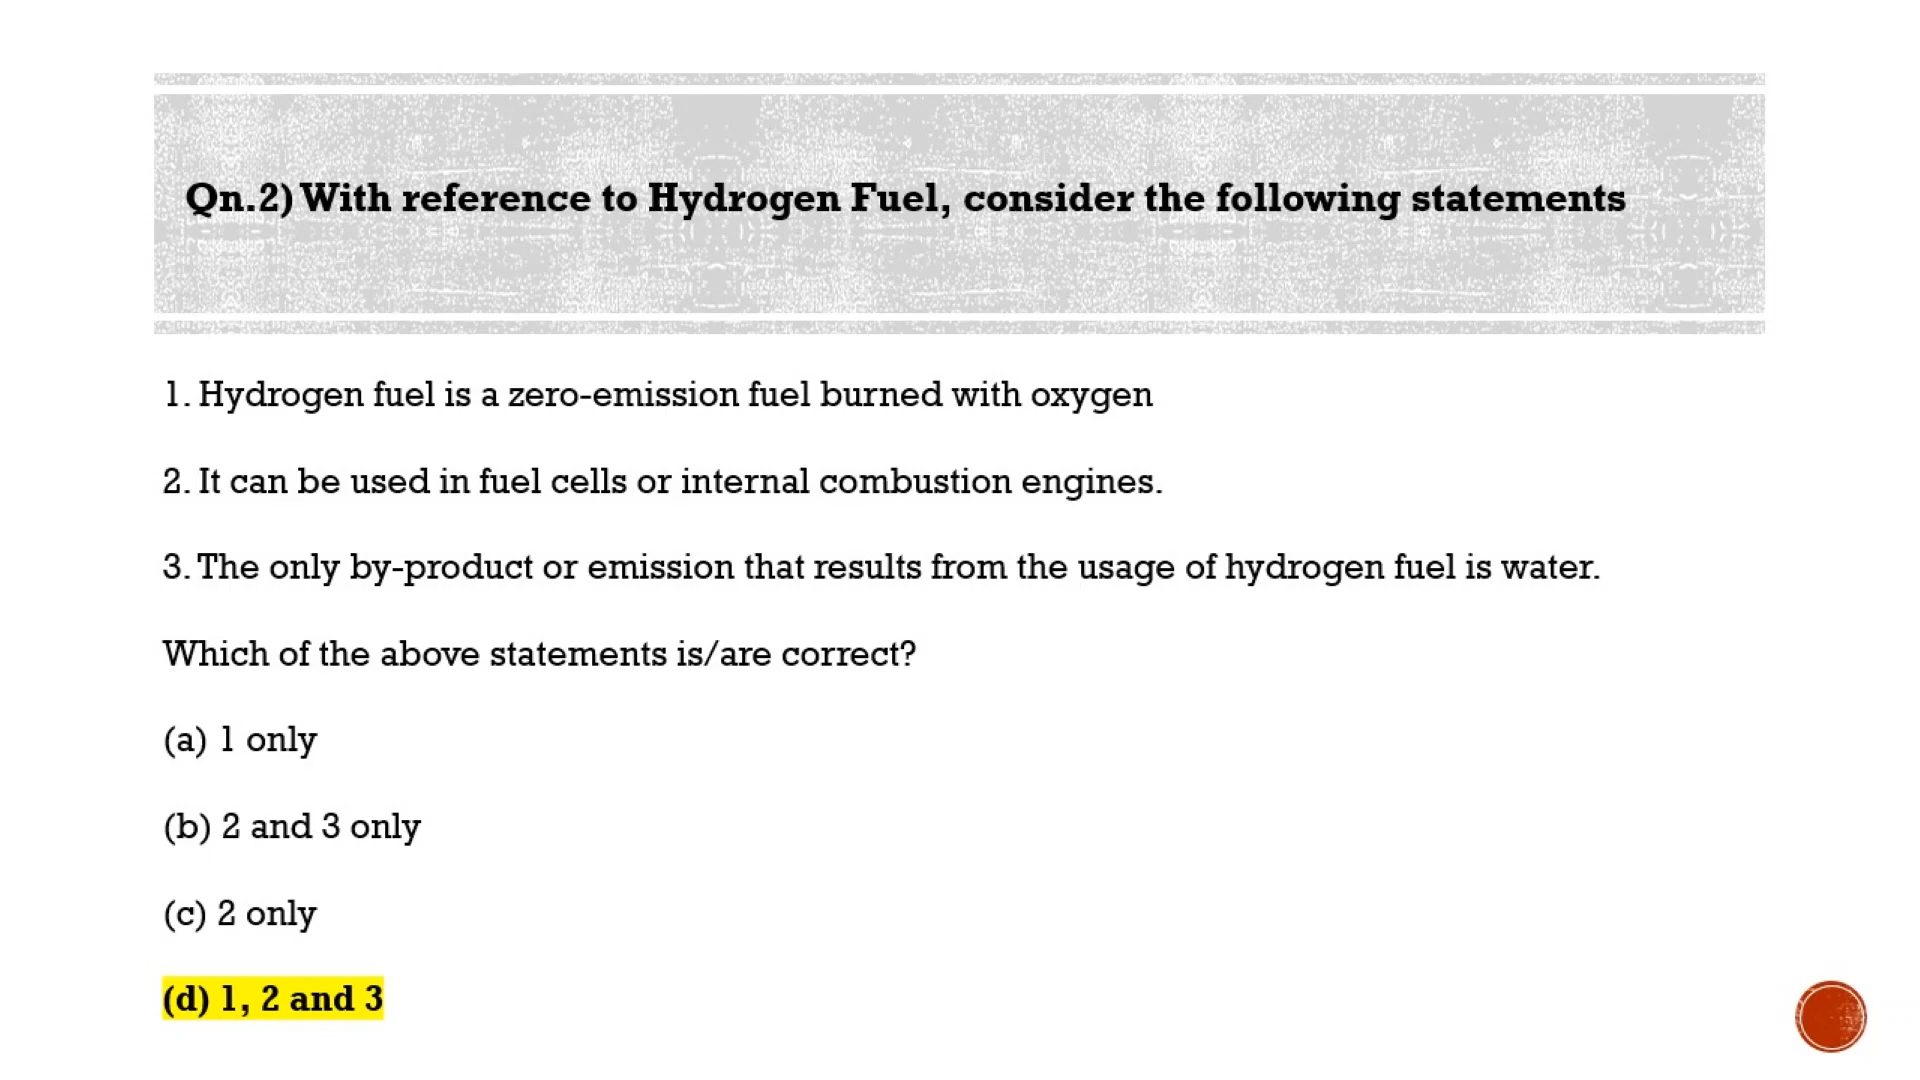 Qn.2) With reference to Hydrogen Fuel, consider the following statements
1. Hydrogen fuel is a zero-emission fuel burned with oxygen
2. It can be used in fuel cells or internal combustion engines.
3. The only by-product or emission that results from the usage of hydrogen fuel is water.
Which of the above statements is/are correct?
(a) 1 only
(b) 2 and 3 only
(c) 2 only
(d) 1, 2 and 3